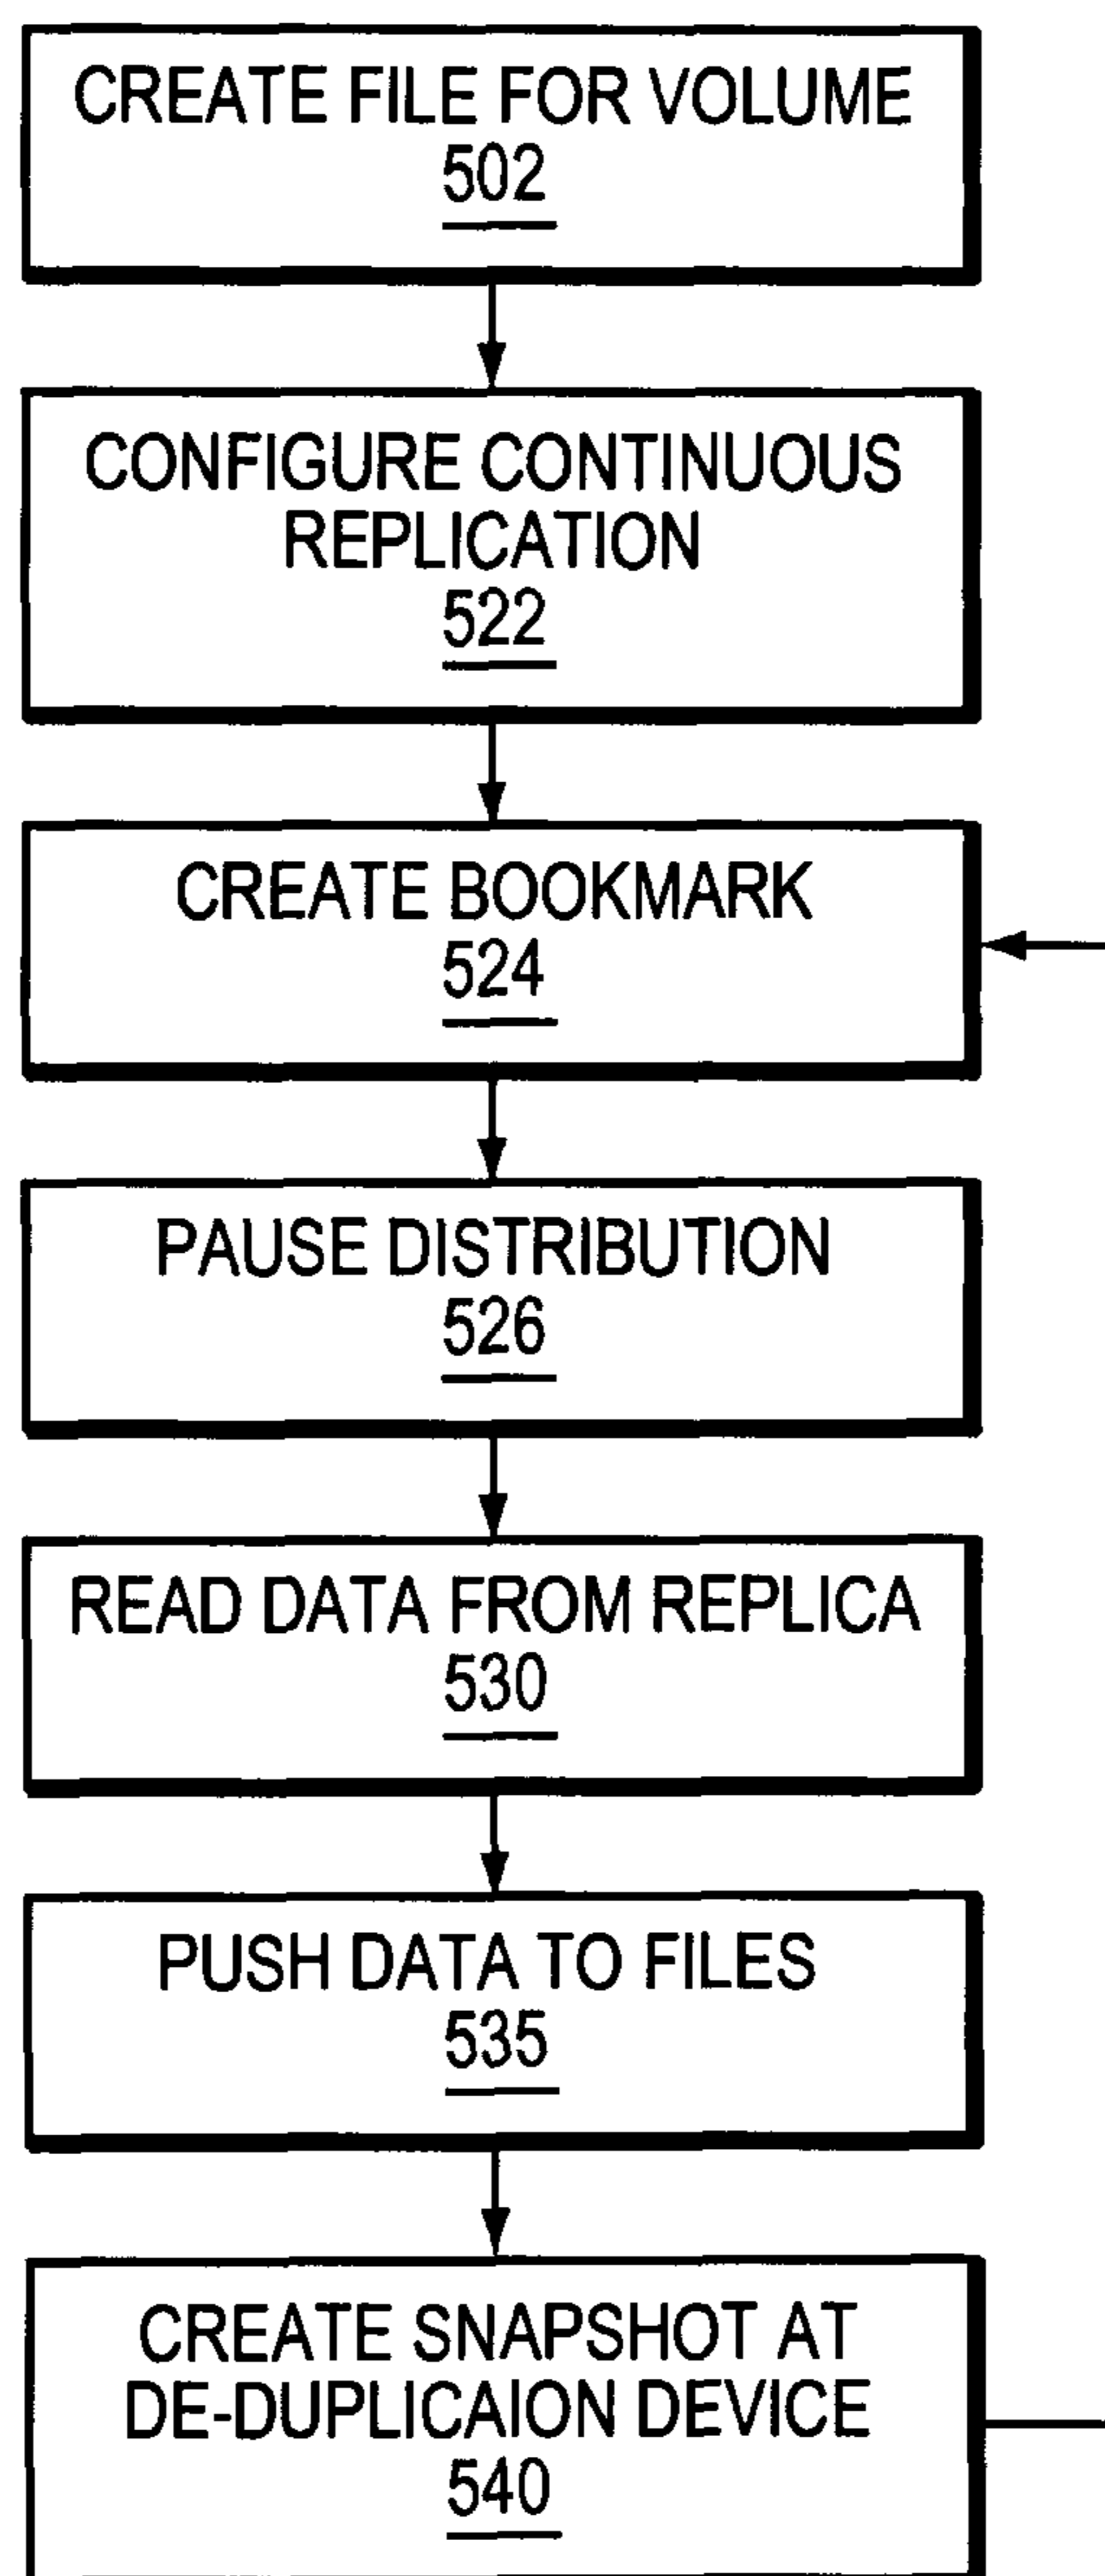 CREATE FILE FOR VOLUME
502
CONFIGURE CONTINUOUS
REPLICATION
522
CREATE BOOKMARK
524
PAUSE DISTRIBUTION
526
READ DATA FROM REPLICA
530
PUSH DATA TO FILES
535
CREATE SNAPSHOT AT
DE-DUPLICAION DEVICE
540